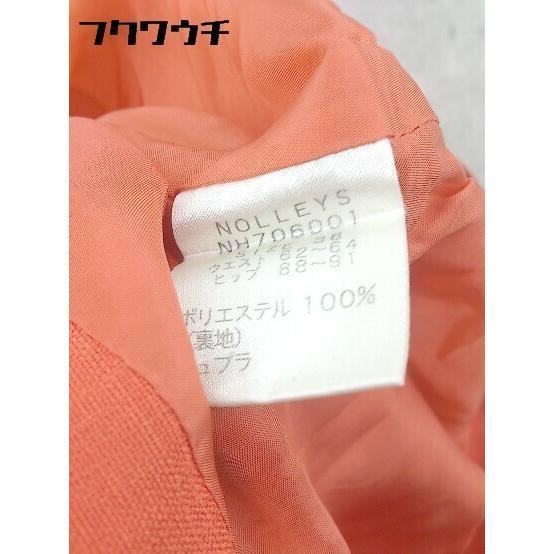 フクワウチ
NOLLEYS
NH706001
ウエスト 62～64
ヒップ 88～91
ポリエステル 100%
(裏地)
ュプラ